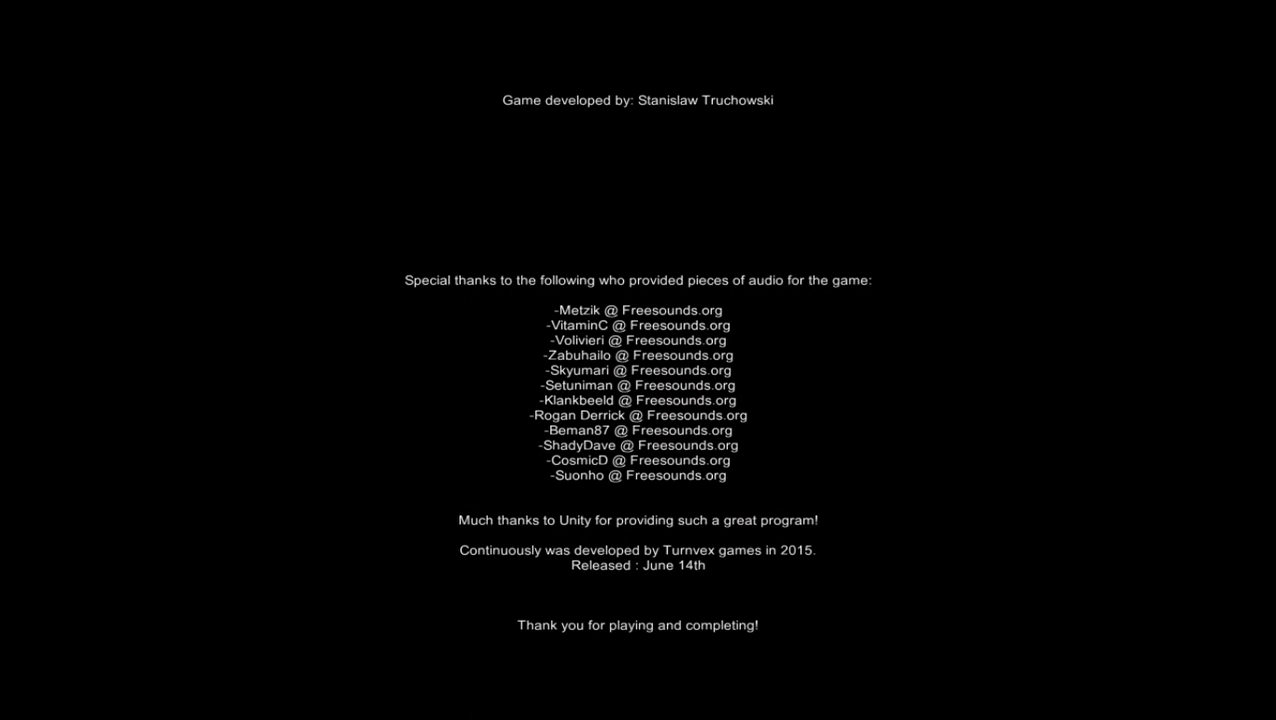 Game developed by: Stanislaw Truchowski
Special thanks to the following who provided pieces of audio for the game:
-Metzik @ Freesounds.org
-VitaminC @ Freesounds.org
-Volivieri @ Freesounds.org
-Zabuhailo @ Freesounds.org
-Skyumari @ Freesounds.org
-Setuniman @ Freesounds.org
-Klankbeeld @ Freesounds.org
-Rogan Derrick @ Freesounds.org
-Beman87 @ Freesounds.org
-ShadyDave @ Freesounds.org
-CosmicD @ Freesounds.org
-Suonho @ Freesounds.org
Much thanks to Unity for providing such a great program!
Continuously was developed by Turnvex games in 2015.
Released : June 14th
Thank you for playing and completing!